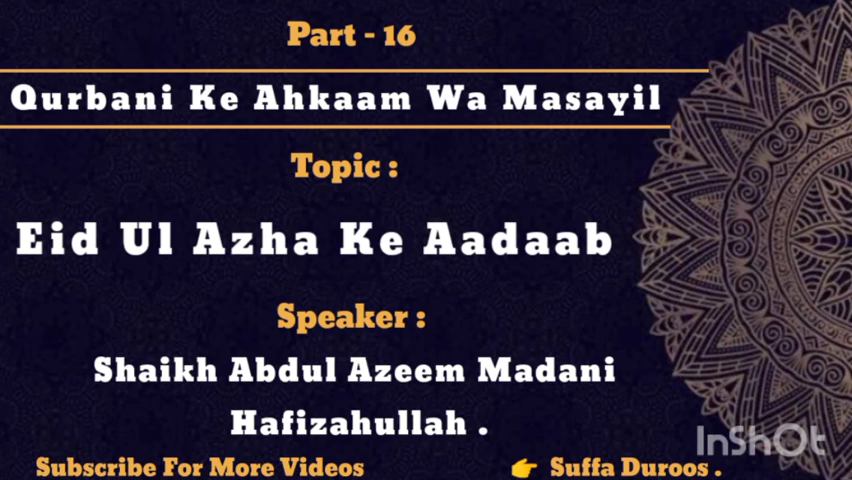 Part - 16
Qurbani Ke Ahkaam Wa Masayil
Topic :
Eid Ul Azha Ke Aadaab
Speaker :
Shaikh Abdul Azeem Madani
Hafizahullah .
InShOt
Subscribe For More Videos 👉 Suffa Duroos .